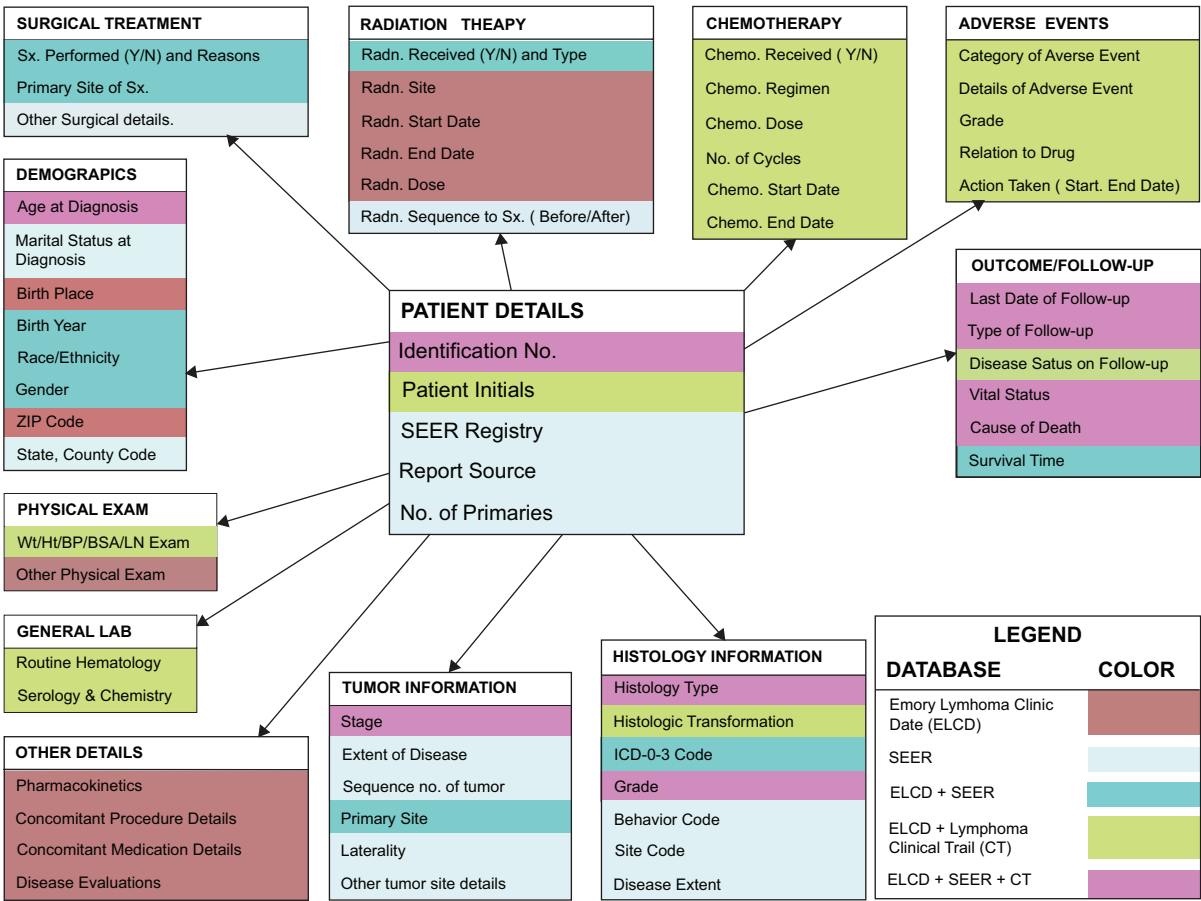 SURGICAL TREATMENT
Sx. Performed (Y/N) and Reasons
Primary Site of Sx.
Other Surgical details.
RADIATION THEAPY
Radn. Received (Y/N) and Type
Radn. Site
Radn. Start Date
Radn. End Date
Radn. Dose
Radn. Sequence to Sx. ( Before/After)
CHEMOTHERAPY
Chemo. Received ( Y/N)
Chemo. Regimen
Chemo. Dose
No. of Cycles
Chemo. Start Date
Chemo. End Date
ADVERSE EVENTS
Category of Averse Event
Details of Adverse Event
Grade
Relation to Drug
Action Taken ( Start. End Date)
DEMOGRAPICS
Age at Diagnosis
Marital Status at
Diagnosis
Birth Place
Birth Year
Race/Ethnicity
Gender
ZIP Code
State, County Code
PATIENT DETAILS
Identification No.
Patient Initials
SEER Registry
Report Source
No. of Primaries
OUTCOME/FOLLOW-UP
Last Date of Follow-up
Type of Follow-up
Disease Satus on Follow-up
Vital Status
Cause of Death
Survival Time
PHYSICAL EXAM
Wt/Ht/BP/BSA/LN Exam
Other Physical Exam
GENERAL LAB
Routine Hematology
Serology & Chemistry
OTHER DETAILS
Pharmacokinetics
Concomitant Procedure Details
Concomitant Medication Details
Disease Evaluations
TUMOR INFORMATION
Stage
Extent of Disease
Sequence no. of tumor
Primary Site
Laterality
Other tumor site details
HISTOLOGY INFORMATION
Histology Type
Histologic Transformation
ICD-0-3 Code
Grade
Behavior Code
Site Code
Disease Extent
LEGEND
DATABASE COLOR
Emory Lymhoma Clinic
Date (ELCD)
SEER
ELCD + SEER
ELCD + Lymphoma
Clinical Trail (CT)
ELCD + SEER + CT